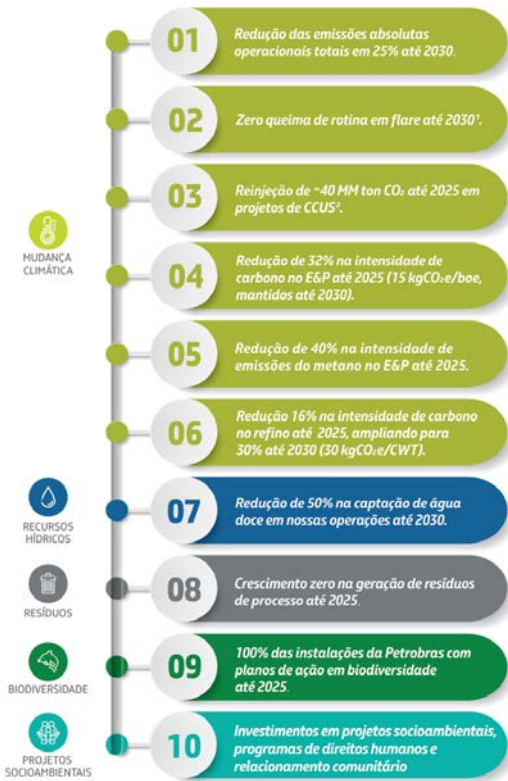 01
Redução das emissões absolutas
operacionais totais em 25% até 2030.
02
Zero queima de rotina em flare até 2030¹.
03
Reinjeção de ~40 MM ton CO₂ até 2025 em
projetos de CCUS².
MUDANÇA
CLIMÁTICA
04
Redução de 32% na intensidade de
carbono no E&P até 2025 (15 kgCO₂e/boe,
mantidos até 2030).
05
Redução de 40% na intensidade de
emissões do metano no E&P até 2025.
06
Redução 16% na intensidade de carbono
no refino até 2025, ampliando para
30% até 2030 (30 kgCO₂e/CWT).
RECURSOS
HÍDRICOS
07
Redução de 50% na captação de água
doce em nossas operações até 2030.
RESÍDUOS
08
Crescimento zero na geração de resíduos
de processo até 2025.
BIODIVERSIDADE
09
100% das instalações da Petrobras com
planos de ação em biodiversidade
até 2025.
PROJETOS
SOCIOAMBIENTAIS
10
Investimentos em projetos socioambientais,
programas de direitos humanos e
relacionamento comunitário